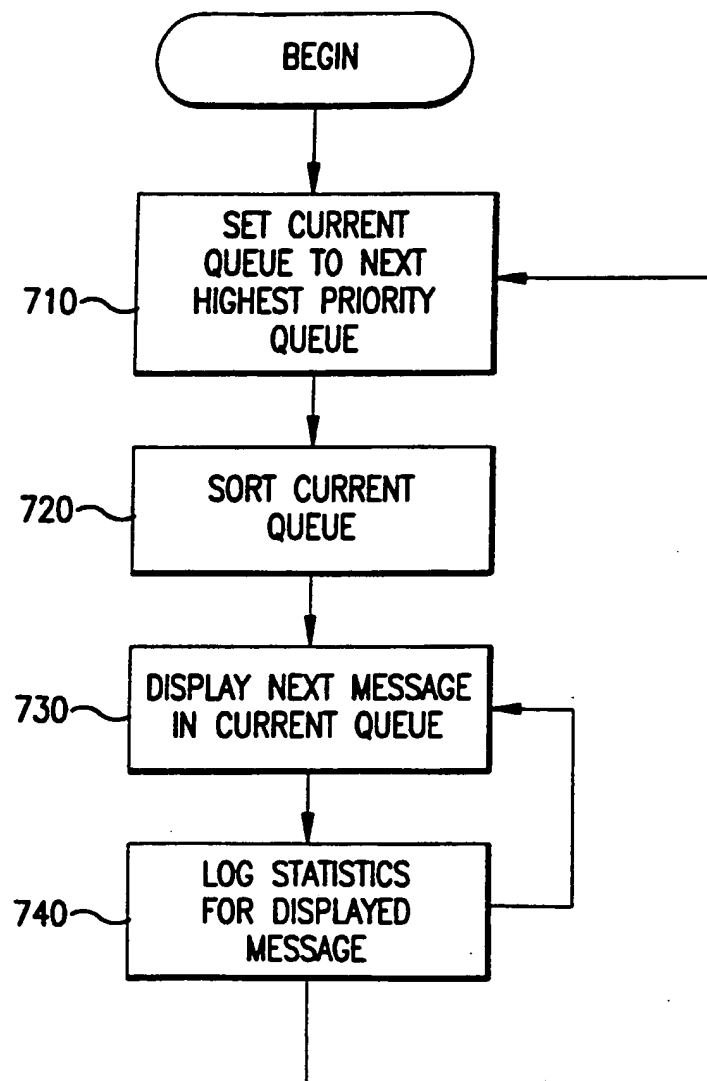 BEGIN
SET CURRENT
QUEUE TO NEXT
HIGHEST PRIORITY
QUEUE
710
SORT CURRENT
QUEUE
720
DISPLAY NEXT MESSAGE
IN CURRENT QUEUE
730
LOG STATISTICS
FOR DISPLAYED
MESSAGE
740